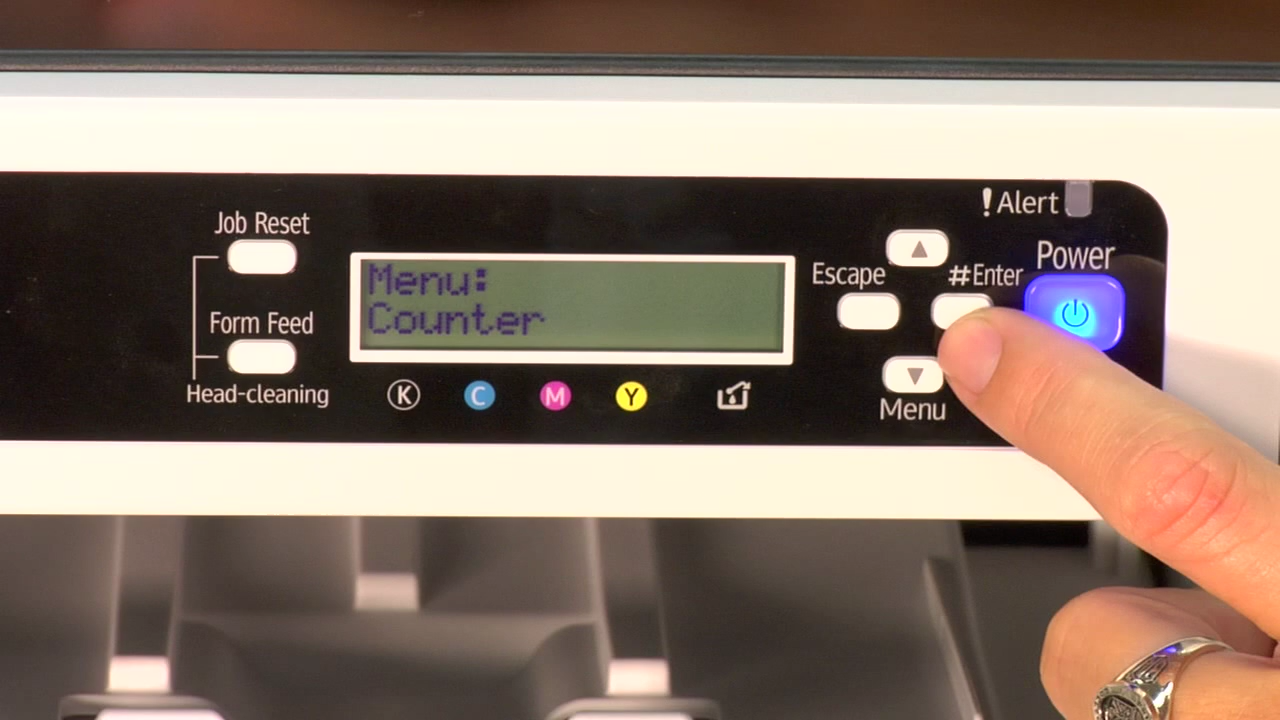 Job Reset
Form Feed
Head-cleaning
Menu:
Counter
K C M Y
!Alert
Power
Escape
#Enter
Menu